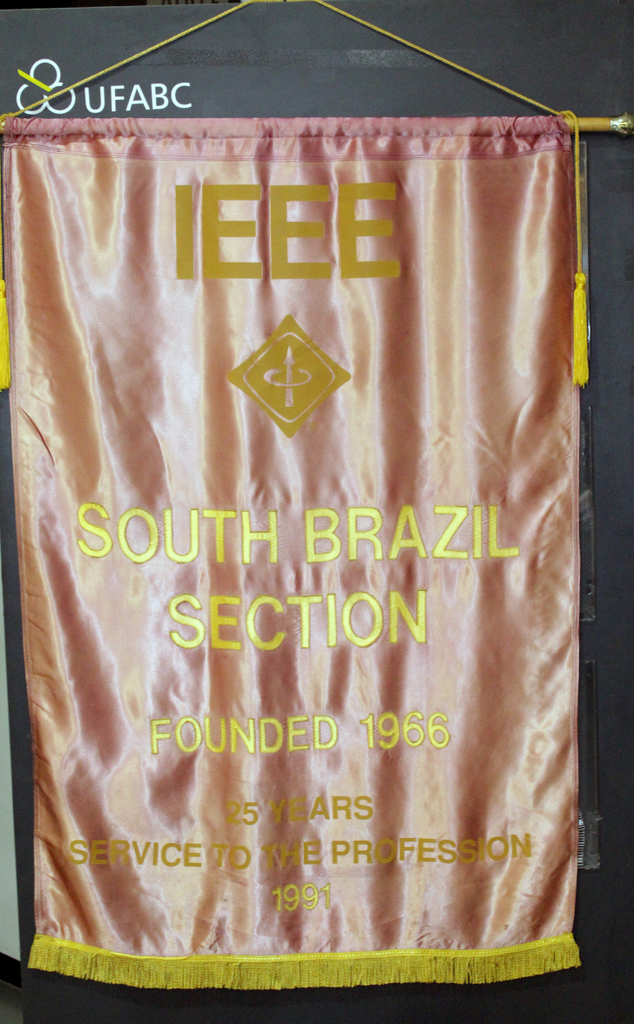 UFABC
IEEE
SOUTH BRAZIL
SECTION
FOUNDED 1966
25 YEARS
SERVICE TO THE PROFESSION
1991